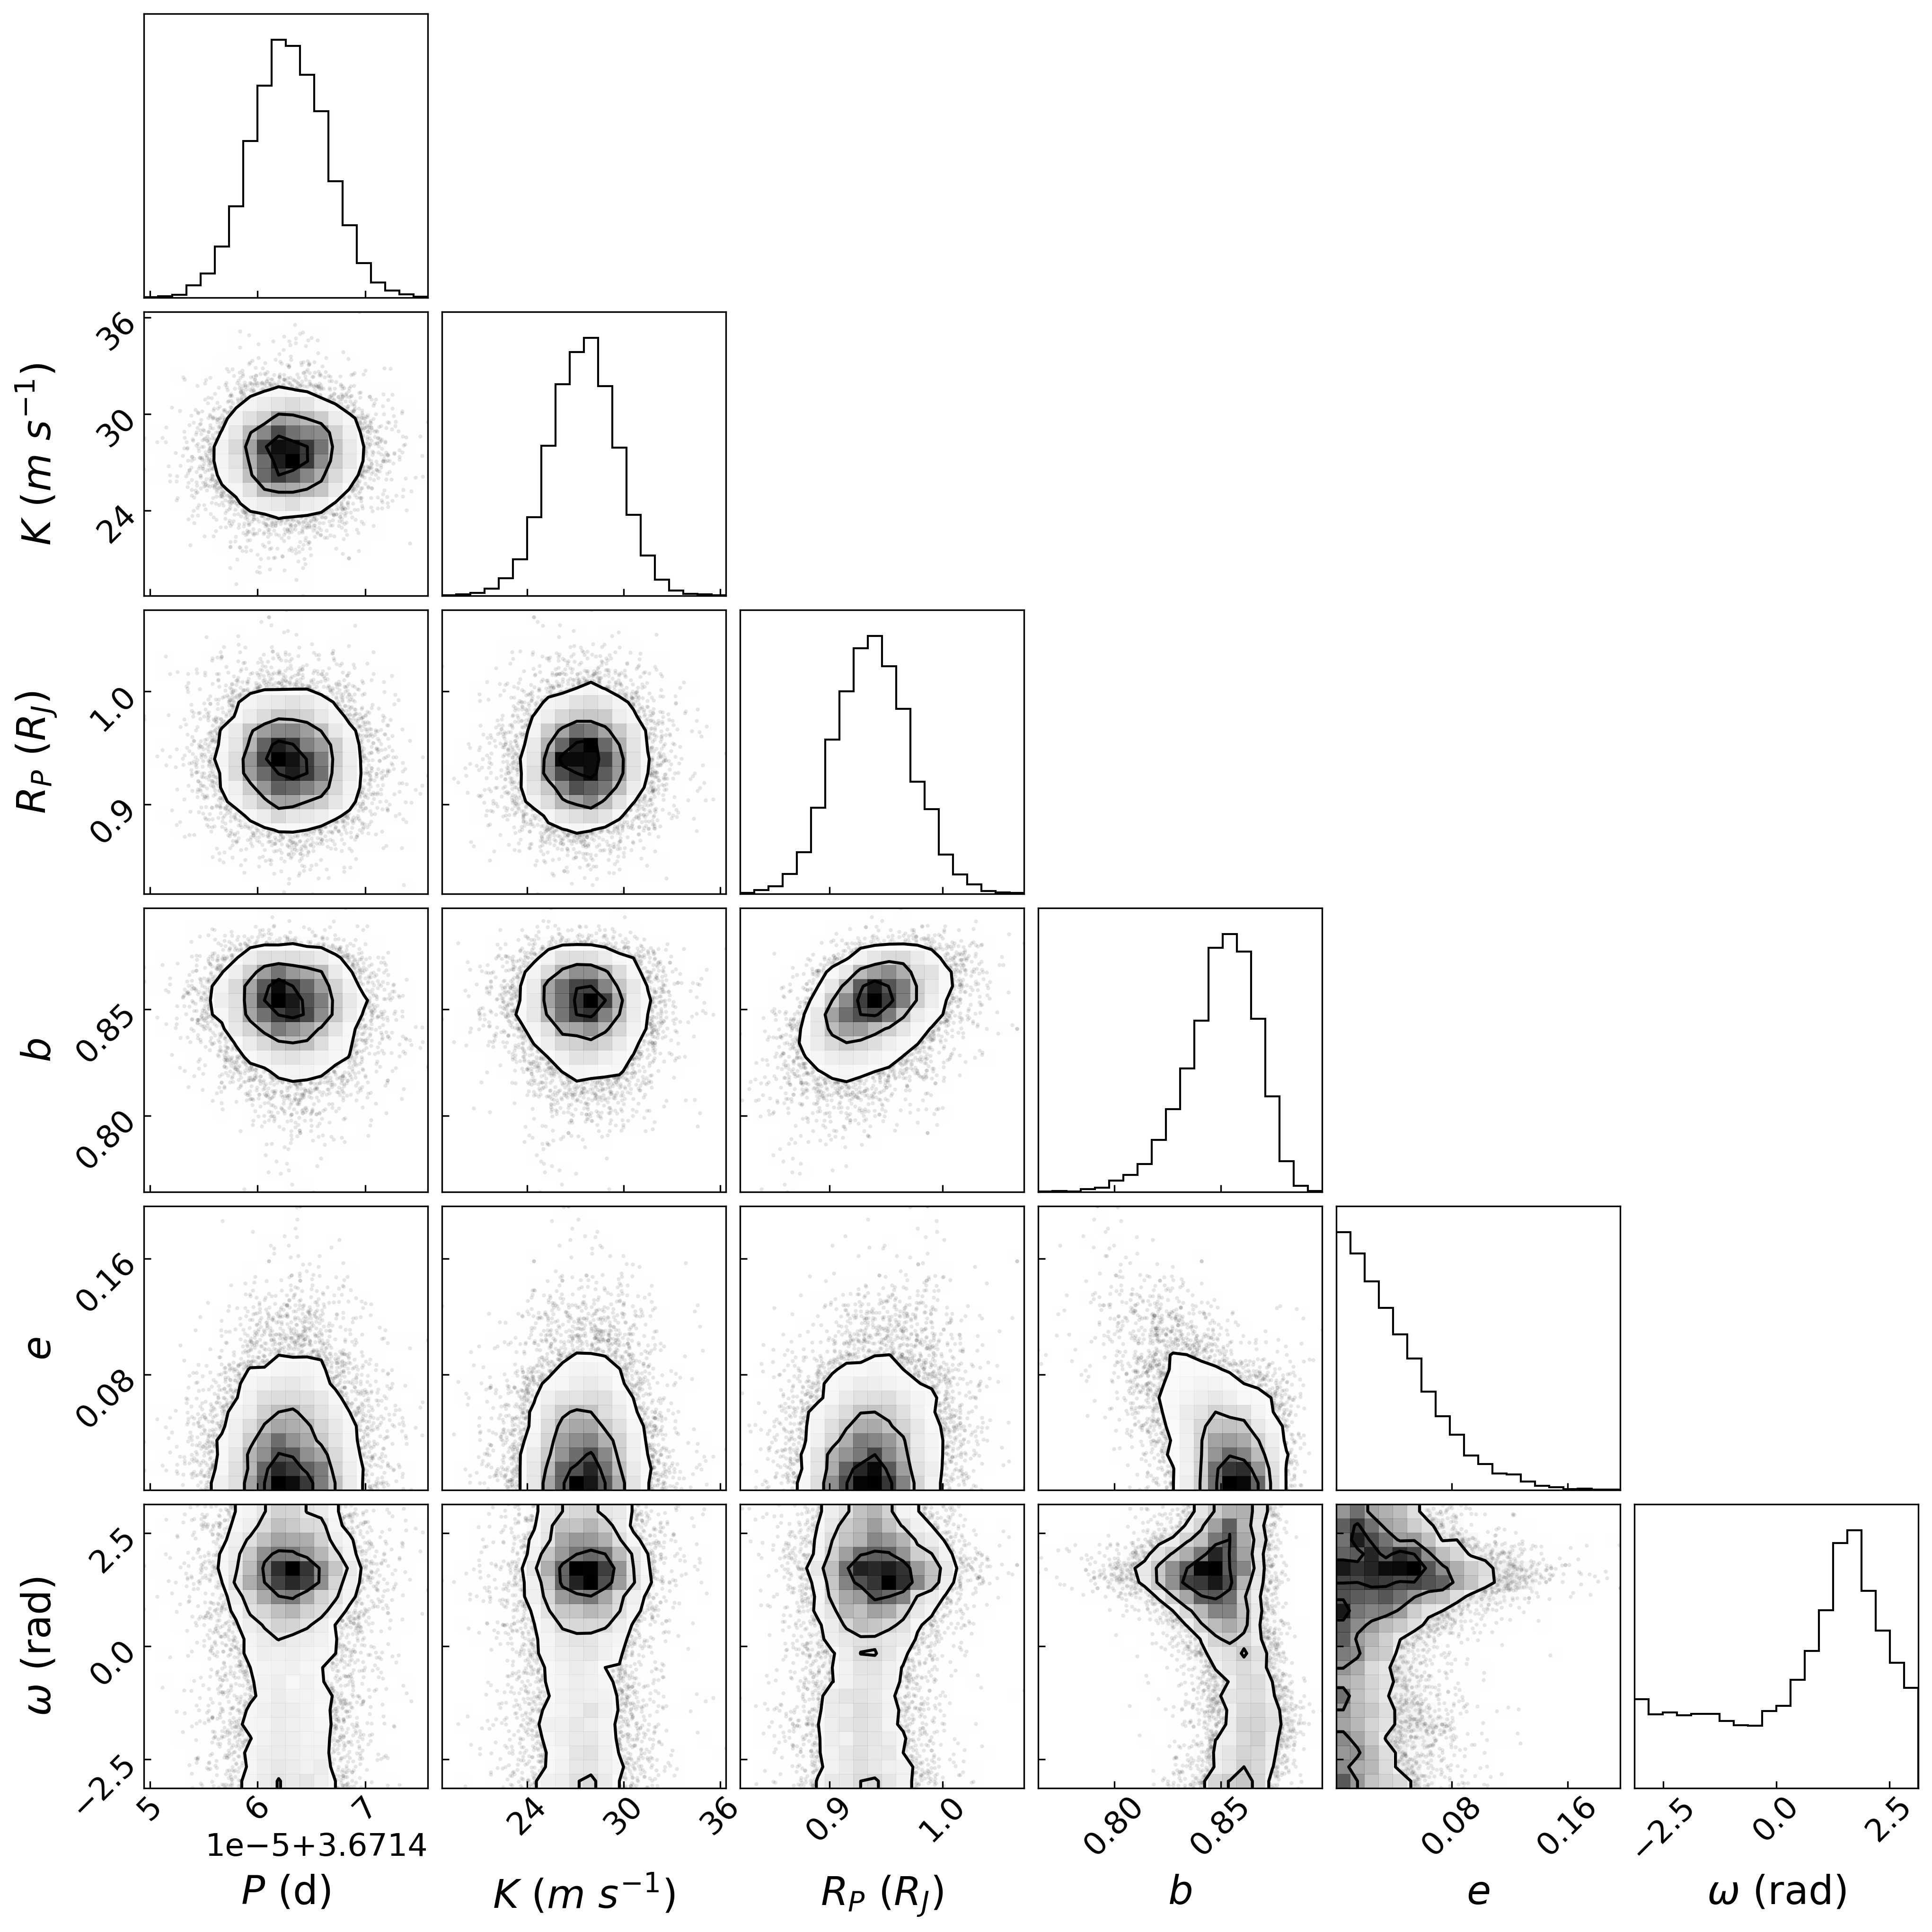 K (m s⁻¹)
36
30
24
R_P (R_J)
1.0
0.9
b
0.85
0.80
e
0.16
0.08
ω (rad)
2.5
0.0
−2.5
5 6 7 24 30 36 0.9 1.0 0.80 0.85 0.08 0.16 −2.5 0.0 2.5
1e−5+3.6714
P (d) K (m s⁻¹) R_P (R_J) b e ω (rad)